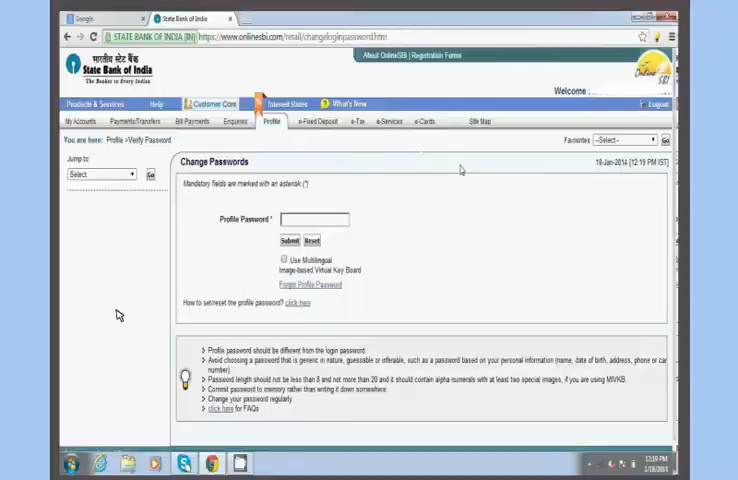 Google
State Bank of India
STATE BANK OF INDIA [IN] https://www.onlinesbi.com/retail/changeloginpassword.htm
भारतीय स्टेट बैंक
State Bank of India
The Banker to Every Indian
About OnlineSBI | Registration Forms
Online SBI
Welcome :
Products & Services Help Customer Care Interest Rates What's New Logout
My Accounts Payments/Transfers Bill Payments Enquiries Profile e-Fixed Deposit e-Tax e-Services e-Cards Site Map
You are here: Profile >Verify Password
Favourites --Select-- Go
Jump to:
Select Go
Change Passwords
18-Jan-2014 [12:19 PM IST]
Mandatory fields are marked with an asterisk (*)
Profile Password *
Submit Reset
Use Multilingual
Image-based Virtual Key Board
Forgot Profile Password
How to set/reset the profile password? click here
Profile password should be different from the login password.
Avoid choosing a password that is generic in nature, guessable or inferable, such as a password based on your personal information (name, date of birth, address, phone or car
number)
Password length should not be less than 8 and not more than 20 and it should contain alpha numerals with at least two special images, if you are using MIVKB.
Commit password to memory rather than writing it down somewhere.
Change your password regularly
click here for FAQs
12:19 PM
1/18/2014